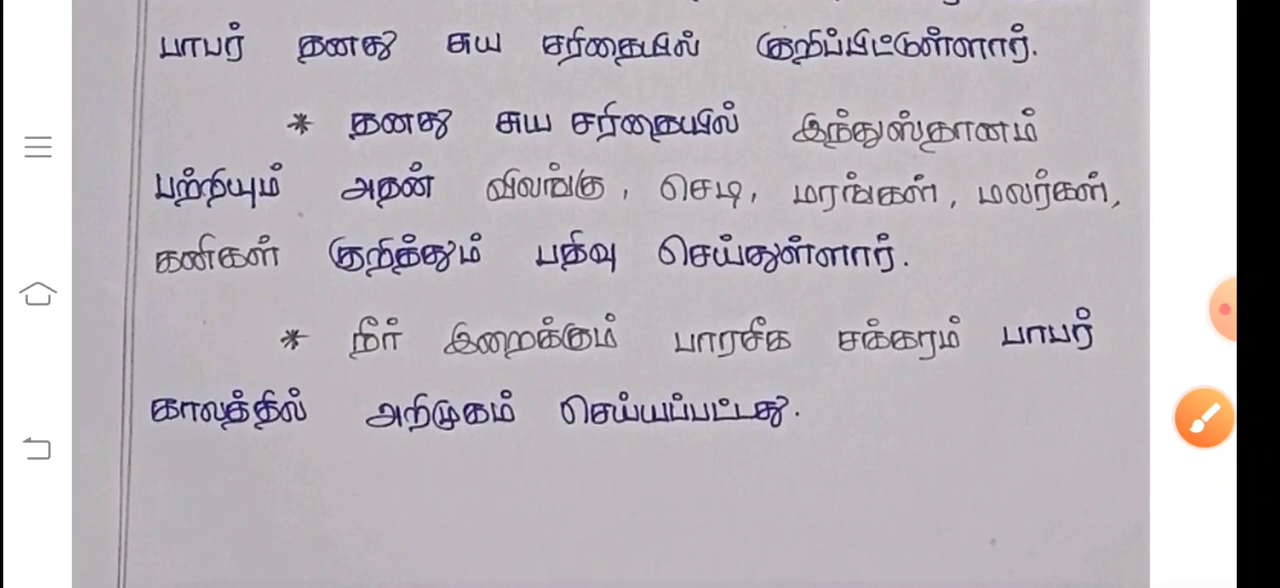 பாபர் தனது சுய சரிதையில் குறிப்பிட்டுள்ளார்.
* தனது சுய சரிதையில் இந்துஸ்தானம்
பற்றியும் அதன் விலங்கு, செடி, மரங்கள், மலர்கள்,
கனிகள் குறித்தும் பதிவு செய்துள்ளார்.
* நீர் இறைக்கும் பாரசீக சக்கரம் பாபர்
காலத்தில் அறிமுகம் செய்யப்பட்டது.